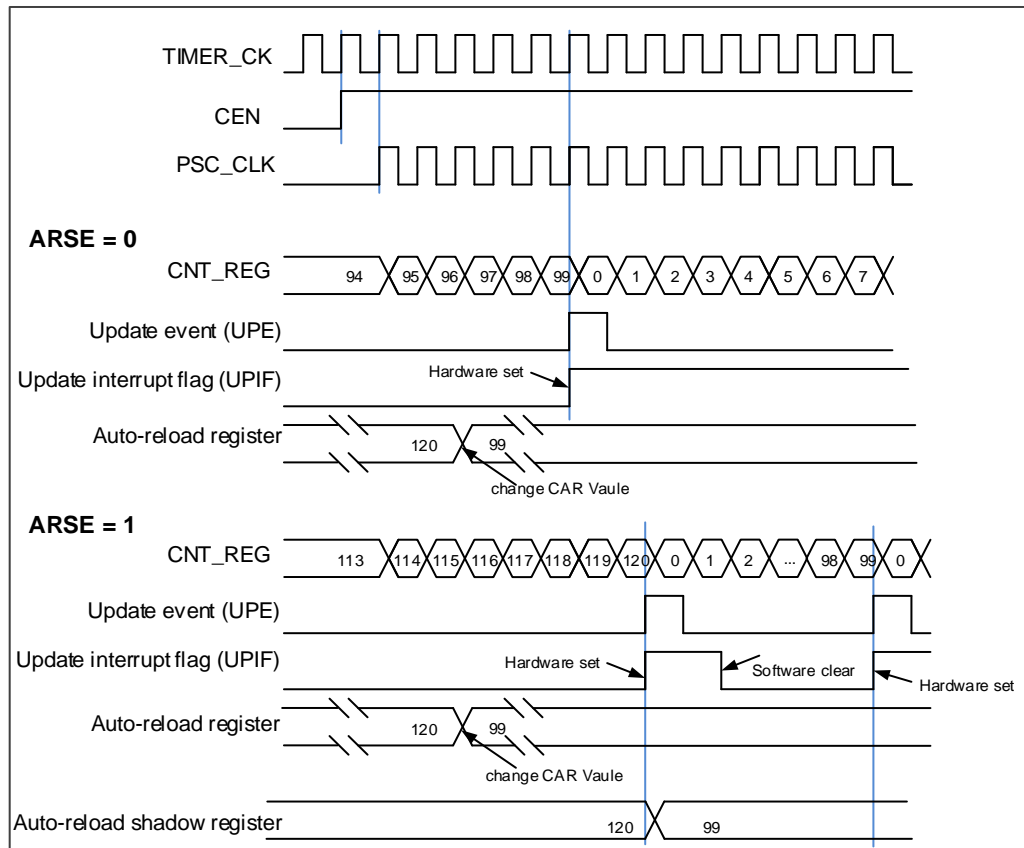 TIMER_CK
CEN
PSC_CLK
ARSE = 0
CNT_REG 94 95 96 97 98 99 0 1 2 3 4 5 6 7
Update event (UPE)
Update interrupt flag (UPIF) Hardware set
Auto-reload register 120 99
change CAR Vaule
ARSE = 1
CNT_REG 113 114 115 116 117 118 119 120 0 1 2 ... 98 99 0
Update event (UPE)
Update interrupt flag (UPIF) Hardware set Software clear Hardware set
Auto-reload register 120 99
change CAR Vaule
Auto-reload shadow register 120 99